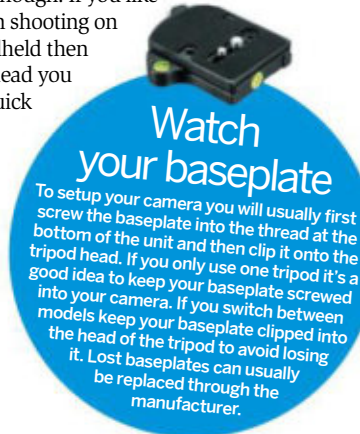 ough. If you like
n shooting on
dheld then
ead you
uick
Watch
your baseplate
To setup your camera you will usually first
screw the baseplate into the thread at the
bottom of the unit and then clip it onto the
tripod head. If you only use one tripod it's a
good idea to keep your baseplate screwed
into your camera. If you switch between
models keep your baseplate clipped into
the head of the tripod to avoid losing
it. Lost baseplates can usually
be replaced through the
manufacturer.